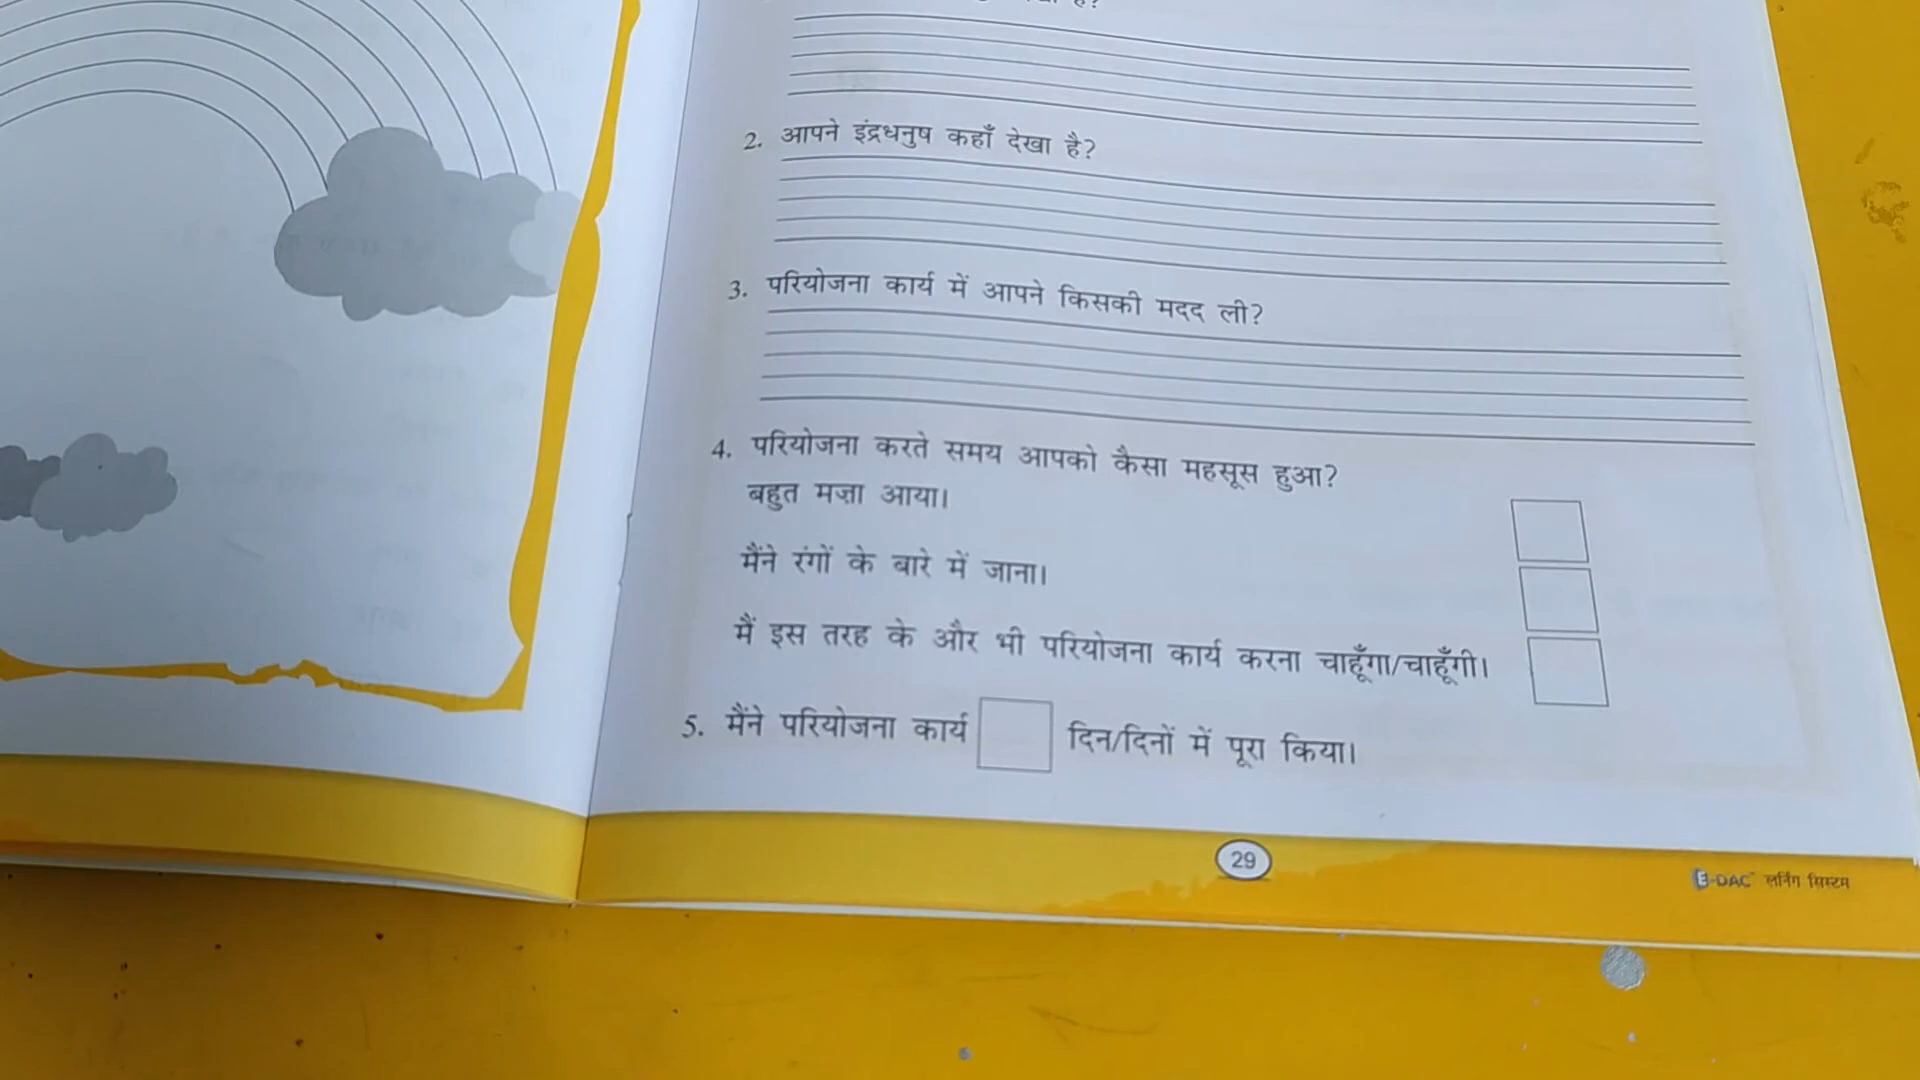 है?
2. आपने इंद्रधनुष कहाँ देखा है?
3. परियोजना कार्य में आपने किसकी मदद ली?
4. परियोजना करते समय आपको कैसा महसूस हुआ?
बहुत मज़ा आया।
मैंने रंगों के बारे में जाना।
मैं इस तरह के और भी परियोजना कार्य करना चाहूँगा/चाहूँगी।
5. मैंने परियोजना कार्य दिन/दिनों में पूरा किया।
29
E-DAC लर्निंग सिस्टम